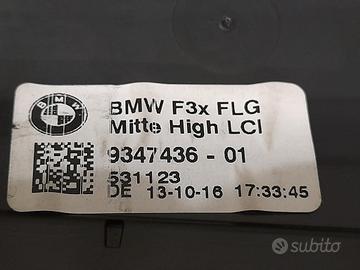 BMW
BMW F3x FLG
Mitte High LCI
9347436 - 01
531123
DE 13-10-16 17:33:45
subito